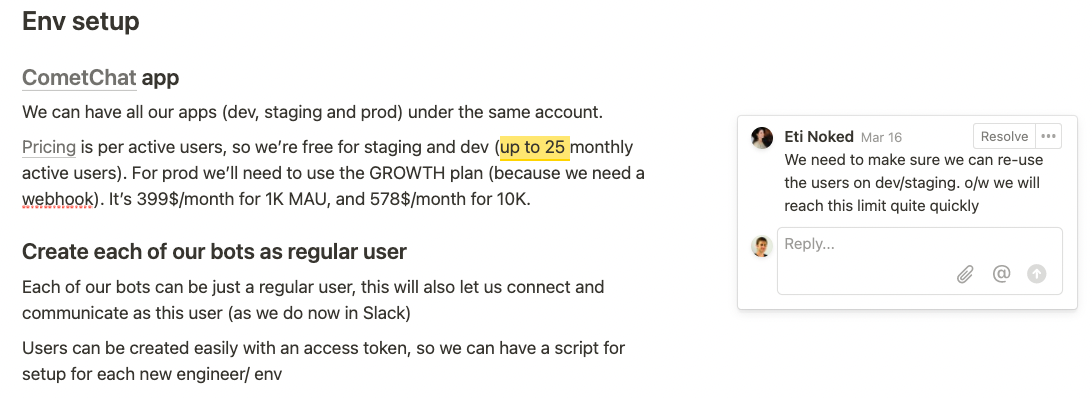 Env setup
CometChat app
We can have all our apps (dev, staging and prod) under the same account.
Pricing is per active users, so we’re free for staging and dev (up to 25 monthly
active users). For prod we’ll need to use the GROWTH plan (because we need a
webhook). It’s 399$/month for 1K MAU, and 578$/month for 10K.
Create each of our bots as regular user
Each of our bots can be just a regular user, this will also let us connect and
communicate as this user (as we do now in Slack)
Users can be created easily with an access token, so we can have a script for
setup for each new engineer/ env
Eti Noked Mar 16 Resolve
We need to make sure we can re-use
the users on dev/staging. o/w we will
reach this limit quite quickly
Reply...